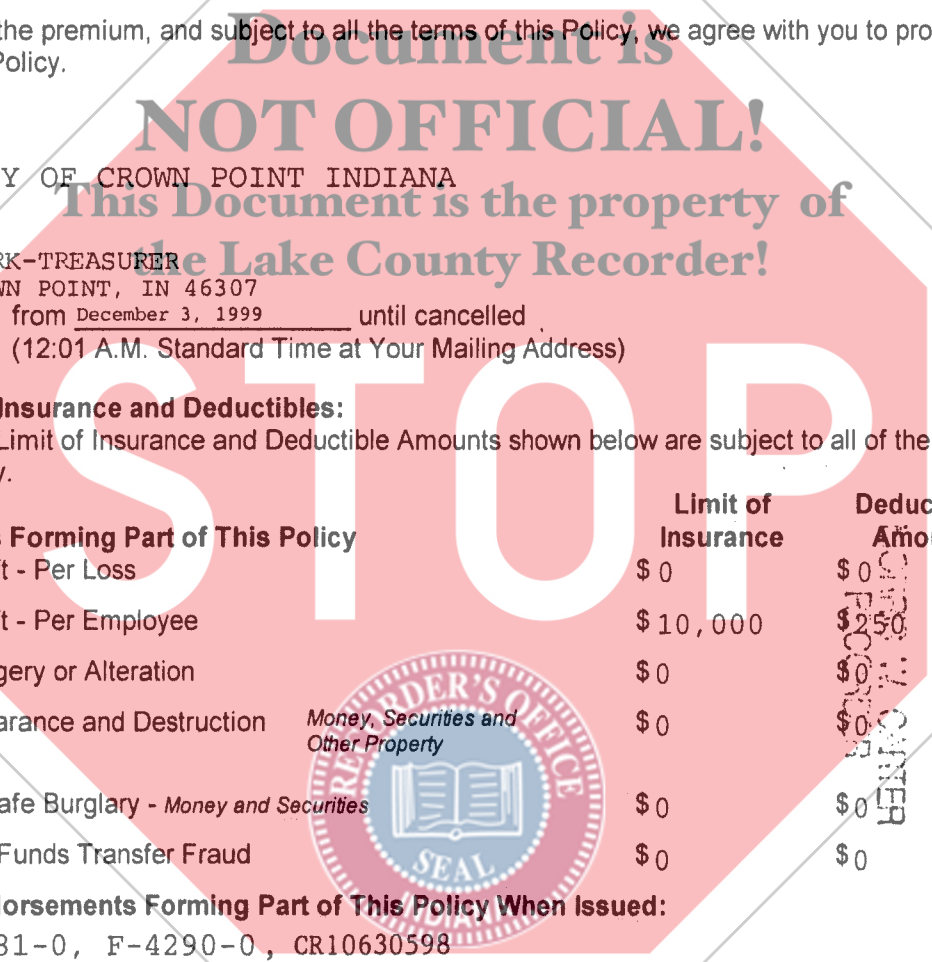 the premium, and subject to all the terms of this Policy, we agree with you to pro
Policy.
Document is
NOT OFFICIAL!
This Document is the property of
the Lake County Recorder!
Y OF CROWN POINT INDIANA
RK-TREASURER
WN POINT, IN 46307
from December 3, 1999 until cancelled
(12:01 A.M. Standard Time at Your Mailing Address)
STOP
Insurance and Deductibles:
Limit of Insurance and Deductible Amounts shown below are subject to all of the
y.
Limit of Deduc
s Forming Part of This Policy Insurance Amo
t - Per Loss $ 0 $ 0
t - Per Employee $ 10,000 $ 250
gery or Alteration $ 0 $ 0
arance and Destruction Money, Securities and $ 0 $ 0
Other Property
afe Burglary - Money and Securities $ 0 $ 0
Funds Transfer Fraud $ 0 $ 0
RECORDER'S OFFICE
SEAL
INDIANA
dorsements Forming Part of This Policy When Issued:
31-0, F-4290-0, CR10630598